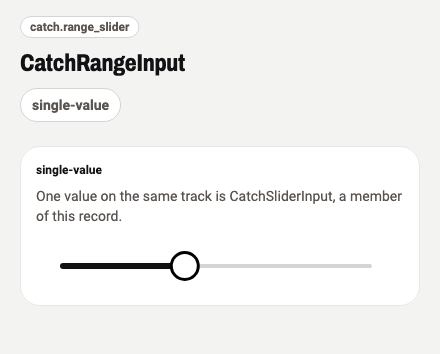 catch.range_slider
CatchRangeInput
single-value
single-value
One value on the same track is CatchSliderInput, a member
of this record.